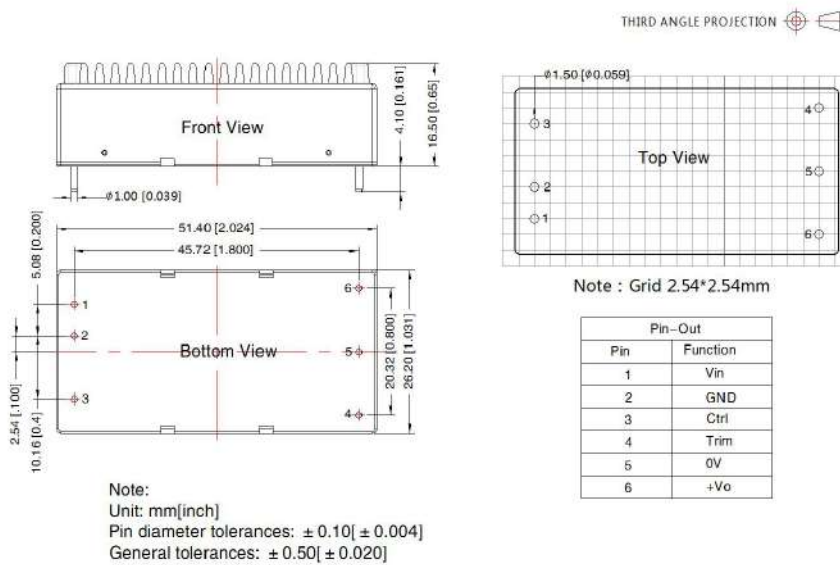 THIRD ANGLE PROJECTION
Front View
4.10 [0.161]
16.50 [0.65]
ϕ1.00 [0.039]
ϕ1.50 [ϕ0.059]
3
2
1
4
5
6
Top View
Note : Grid 2.54*2.54mm
51.40 [2.024]
45.72 [1.800]
5.08 [0.200]
2.54 [.100]
10.16 [0.4]
1
2
3
6
5
4
Bottom View
20.32 [0.800]
26.20 [1.031]
Pin-Out
Pin Function
1 Vin
2 GND
3 Ctrl
4 Trim
5 0V
6 +Vo
Note:
Unit: mm[inch]
Pin diameter tolerances: ± 0.10[ ± 0.004]
General tolerances: ± 0.50[ ± 0.020]